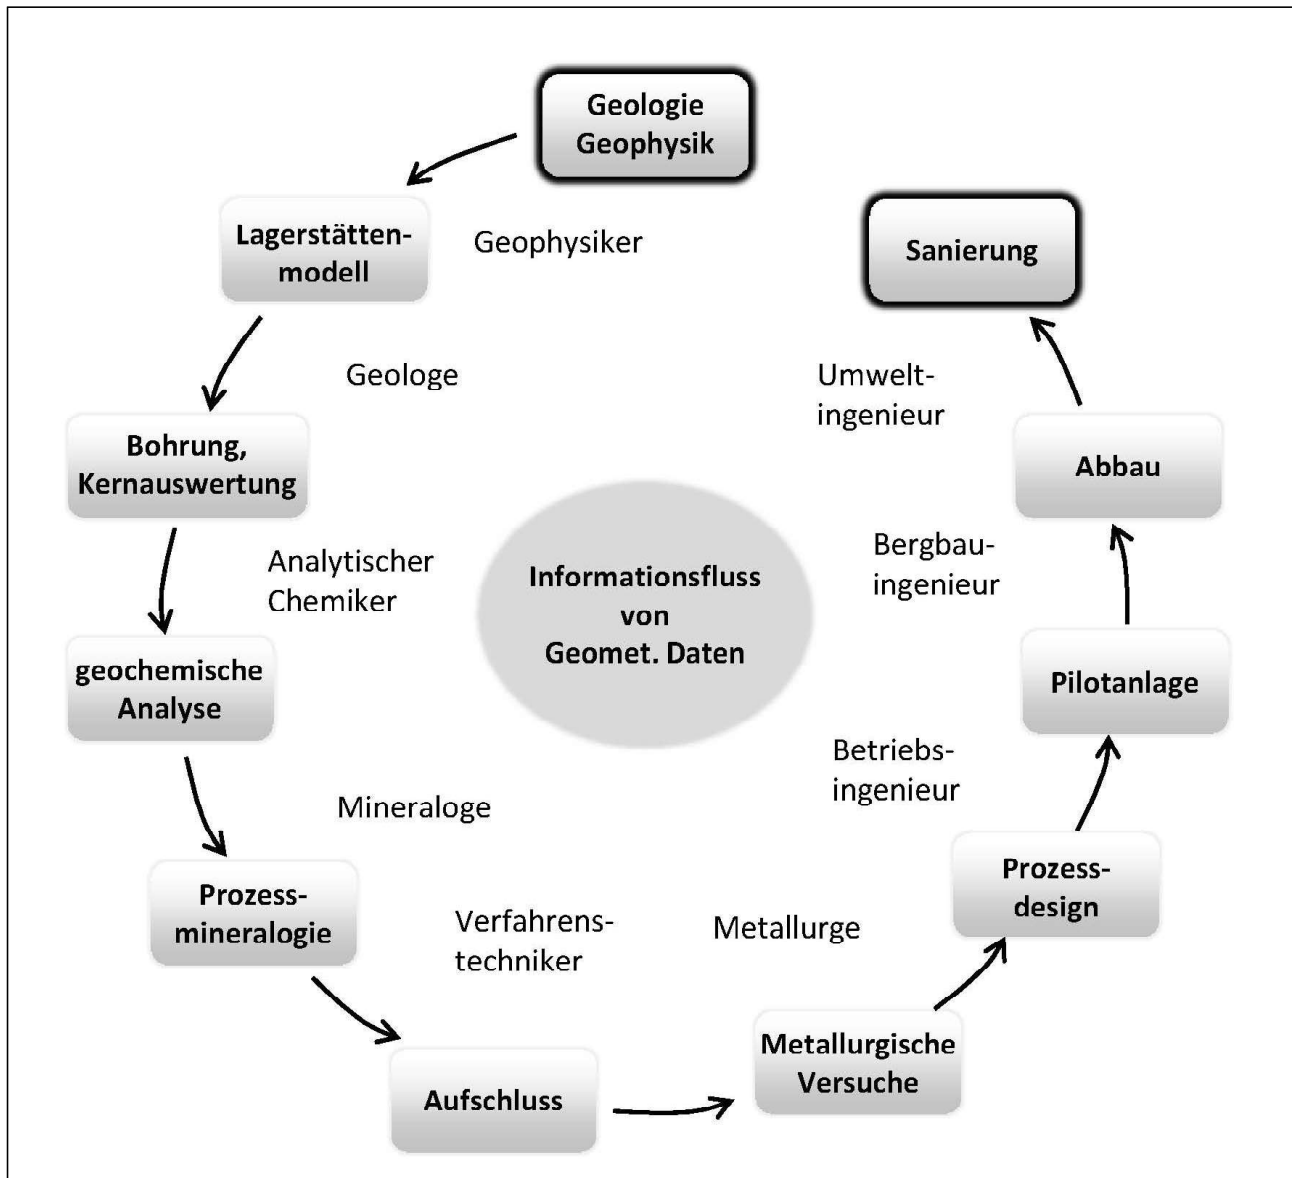 Geologie
Geophysik
Lagerstätten-
modell
Geophysiker
Geologe
Bohrung,
Kernauswertung
Analytischer
Chemiker
geochemische
Analyse
Mineraloge
Prozess-
mineralogie
Verfahrens-
techniker
Aufschluss
Metallurgische
Versuche
Metallurge
Prozess-
design
Betriebs-
ingenieur
Pilotanlage
Bergbau-
ingenieur
Abbau
Umwelt-
ingenieur
Sanierung
Informationsfluss
von
Geomet. Daten